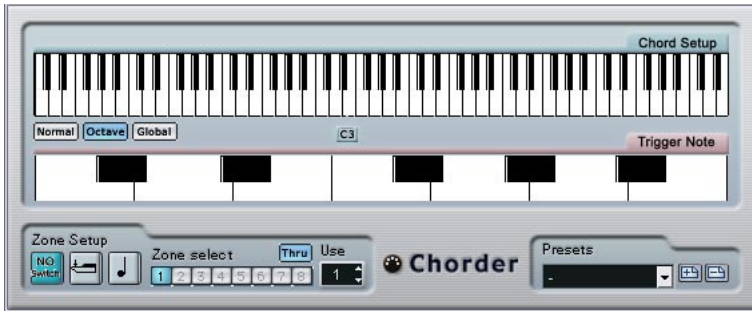 Chord Setup
Normal Octave Global
C3
Trigger Note
Zone Setup
NO
Switch
Zone select Thru Use
1 2 3 4 5 6 7 8 1
Chorder
Presets
-